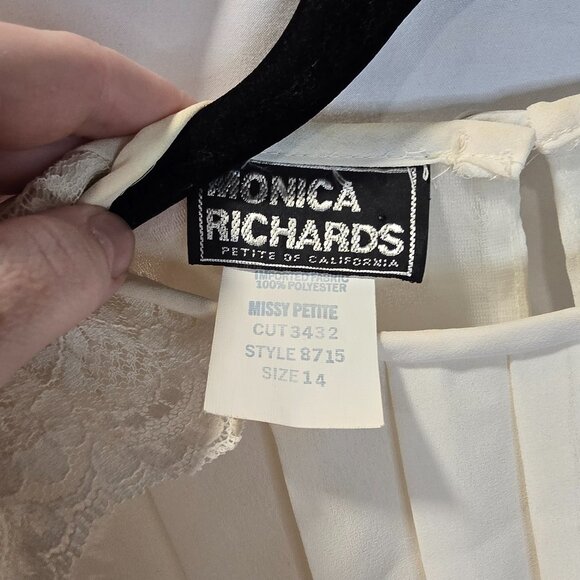 MONICA
RICHARDS
PETITE OF CALIFORNIA
IMPORTED FABRIC
100% POLYESTER
MISSY PETITE
CUT 3432
STYLE 8715
SIZE 14